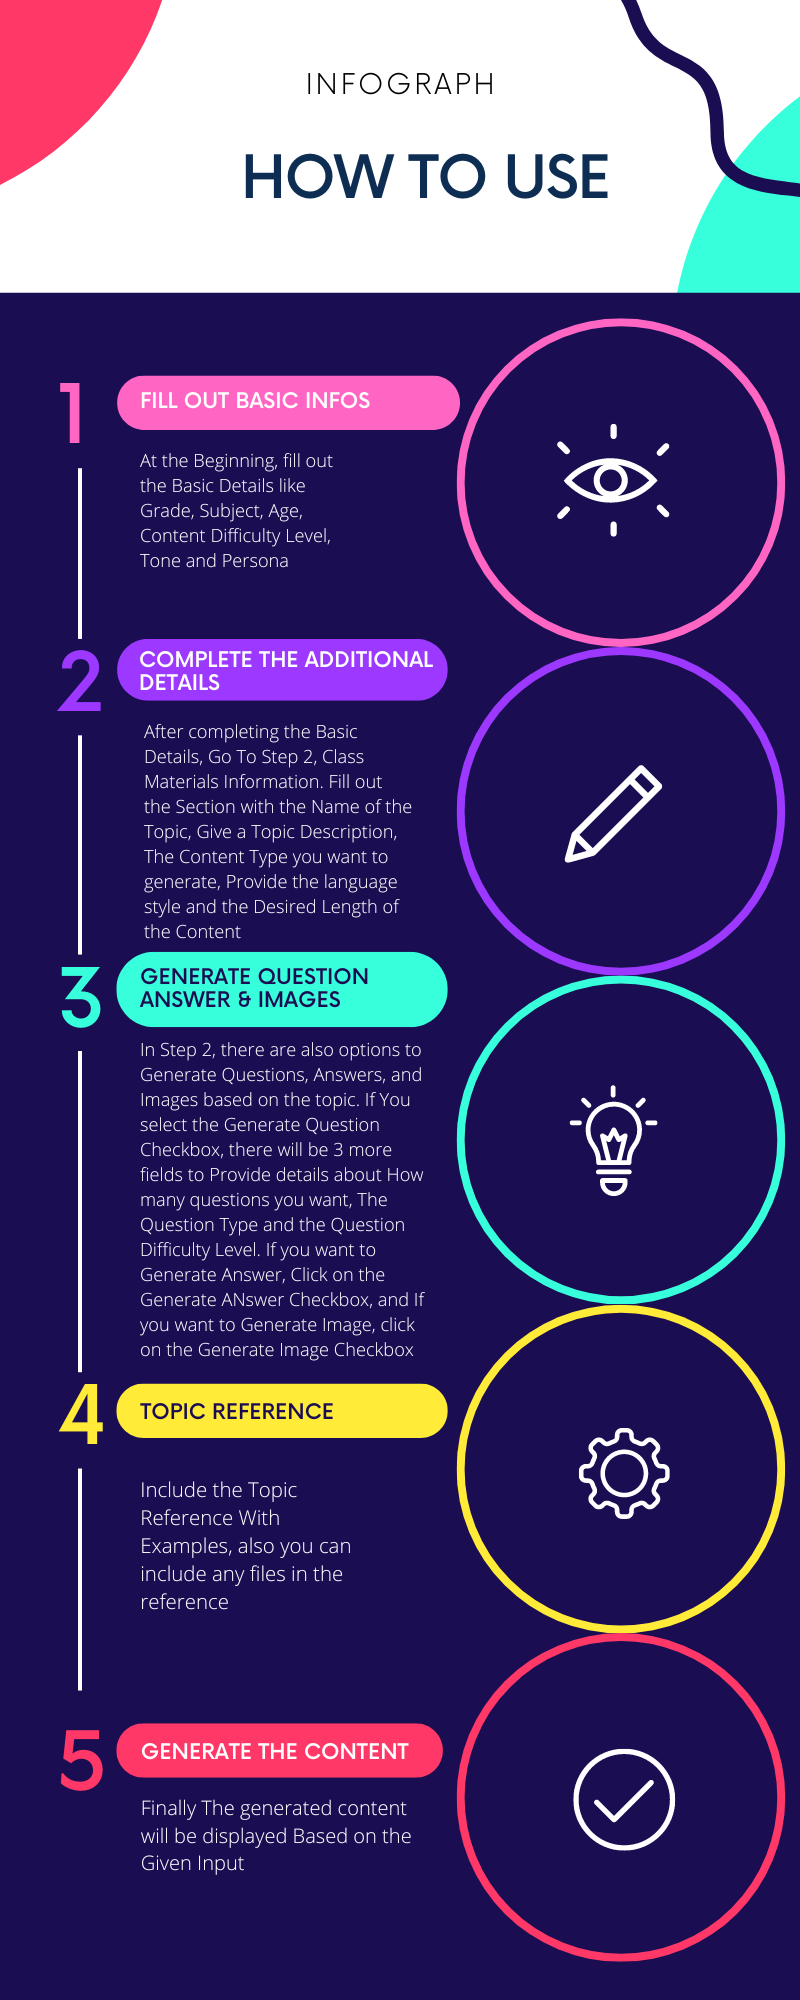 INFOGRAPH
HOW TO USE
1
FILL OUT BASIC INFOS
At the Beginning, fill out
the Basic Details like
Grade, Subject, Age,
Content Difficulty Level,
Tone and Persona
2
COMPLETE THE ADDITIONAL
DETAILS
After completing the Basic
Details, Go To Step 2, Class
Materials Information. Fill out
the Section with the Name of the
Topic, Give a Topic Description,
The Content Type you want to
generate, Provide the language
style and the Desired Length of
the Content
3
GENERATE QUESTION
ANSWER & IMAGES
In Step 2, there are also options to
Generate Questions, Answers, and
Images based on the topic. If You
select the Generate Question
Checkbox, there will be 3 more
fields to Provide details about How
many questions you want, The
Question Type and the Question
Difficulty Level. If you want to
Generate Answer, Click on the
Generate ANswer Checkbox, and If
you want to Generate Image, click
on the Generate Image Checkbox
4
TOPIC REFERENCE
Include the Topic
Reference With
Examples, also you can
include any files in the
reference
5
GENERATE THE CONTENT
Finally The generated content
will be displayed Based on the
Given Input